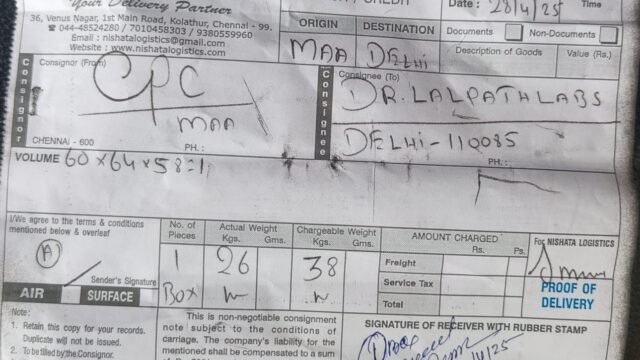 Your Delivery Partner
36, Venus Nagar, 1st Main Road, Kolathur, Chennai - 99.
044-48524280 / 7010458303 / 9380559960
Email : nishatalogistics@gmail.com
Website : www.nishatalogistics.com
CREDIT
Date : 28/4/25 Time
ORIGIN DESTINATION
MAA DELHI
Documents Non-Documents
Description of Goods Value (Rs.)
Consignor
Consignor (From)
CPC
MAA
CHENNAI - 600 PH. :
Consignee
Consignee (To)
DR. LALPATHLABS
DELHI - 110085
PH. :
VOLUME 60 x 64 x 58 = 1
I/We agree to the terms & conditions
mentioned below & overleaf
A
Sender's Signature
AIR SURFACE
No. of Pieces
1
Box
Actual Weight
Kgs. Gms.
26
Chargeable Weight
Kgs. Gms.
38
AMOUNT CHARGED
Rs. Ps.
Freight
Service Tax
Total
For NISHATA LOGISTICS
PROOF OF
DELIVERY
Note:
1. Retain this copy for your records.
Duplicate will not be issued.
2. To be filled by the Consignor.
This is non-negotiable consignment
note subject to the conditions of
carriage. The company's liability for
mentioned shall be compensated to a sum
SIGNATURE OF RECEIVER WITH RUBBER STAMP